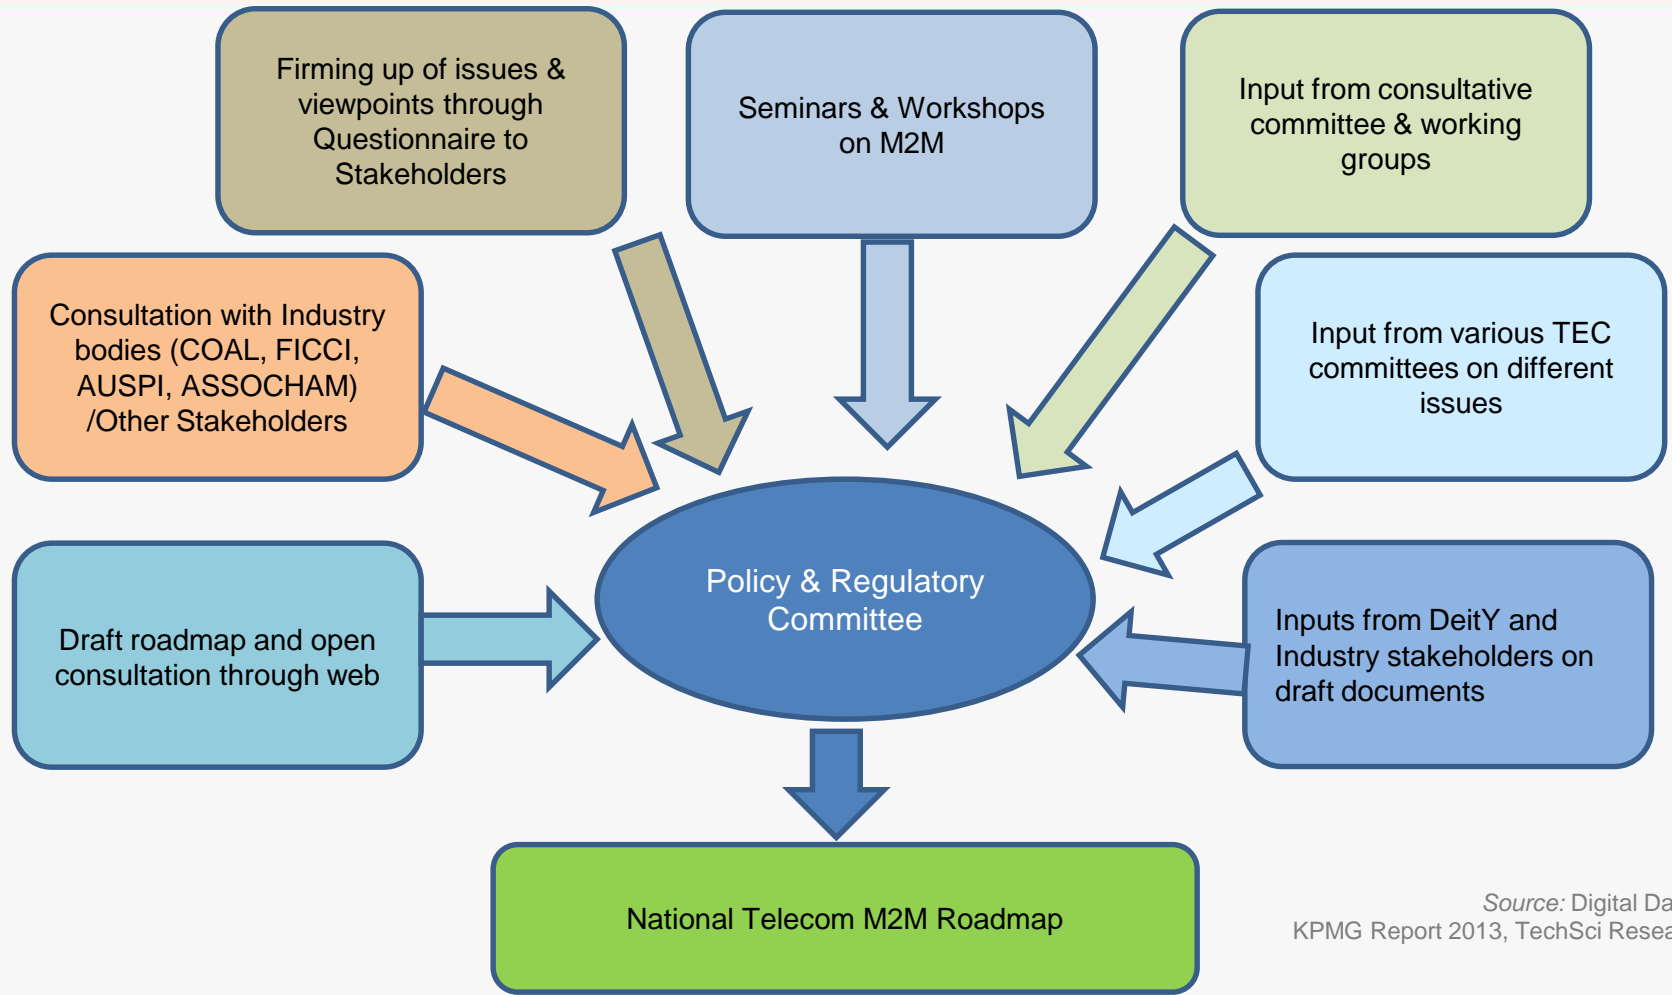 Firming up of issues &
viewpoints through
Questionnaire to
Stakeholders
Seminars & Workshops
on M2M
Input from consultative
committee & working
groups
Consultation with Industry
bodies (COAL, FICCI,
AUSPI, ASSOCHAM)
/Other Stakeholders
Input from various TEC
committees on different
issues
Draft roadmap and open
consultation through web
Policy & Regulatory
Committee
Inputs from DeitY and
Industry stakeholders on
draft documents
National Telecom M2M Roadmap
Source: Digital
KPMG Report 2013, TechSci